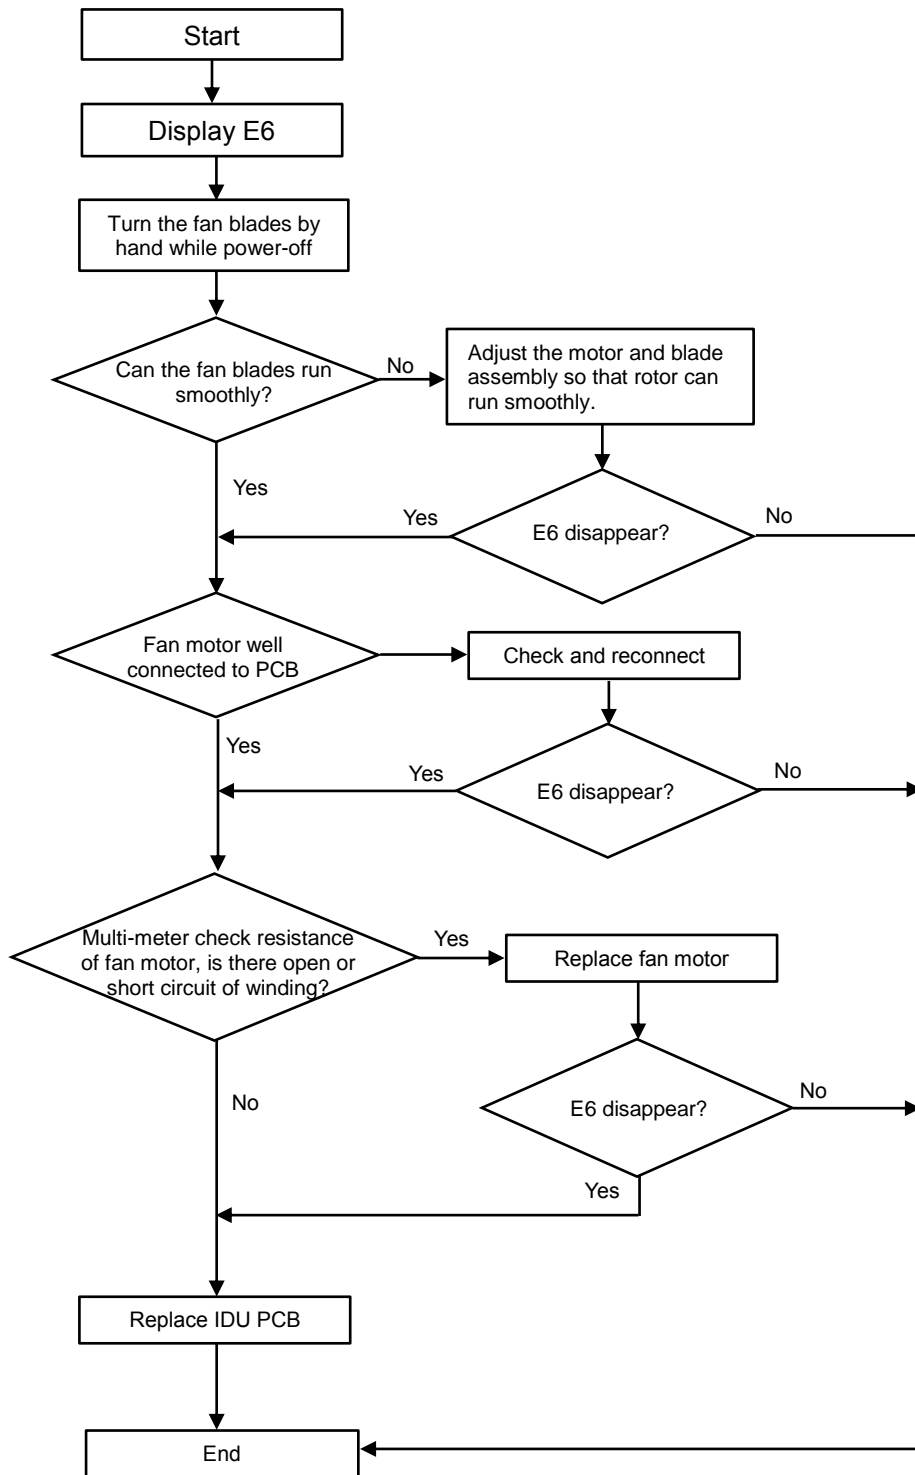 Start
Display E6
Turn the fan blades by
hand while power-off
Can the fan blades run
smoothly?
No
Adjust the motor and blade
assembly so that rotor can
run smoothly.
Yes
Yes
E6 disappear?
No
Fan motor well
connected to PCB
Check and reconnect
Yes
Yes
E6 disappear?
No
Multi-meter check resistance
of fan motor, is there open or
short circuit of winding?
Yes
Replace fan motor
No
E6 disappear?
No
Yes
Replace IDU PCB
End